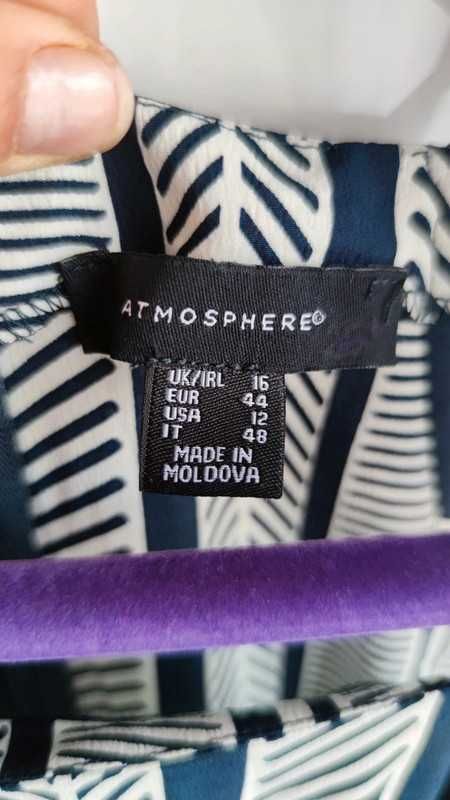 ATMOSPHERE®
UK/IRL 16
EUR 44
USA 12
IT 48
MADE IN
MOLDOVA